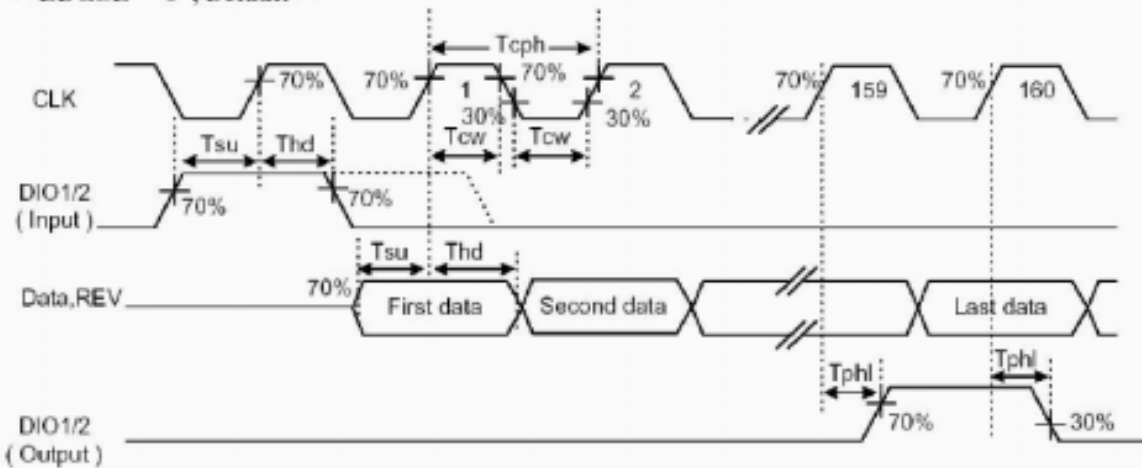 Tcph
CLK
70%
70%
1
70%
2
70%
159
70%
160
30%
30%
Tsu
Thd
Tcw
Tcw
DIO1/2
( Input )
70%
70%
Tsu
Thd
Data,REV
70%
First data
Second data
Last data
Tphl
Tphl
DIO1/2
( Output )
70%
30%